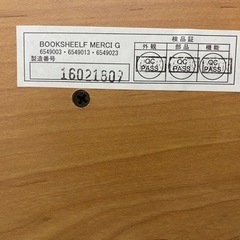 BOOKSHEELF MERCI G
6549003・6549013・6549023
製造番号
16021807
検品証
外観 部品 機能
QC PASS QC PASS QC PASS